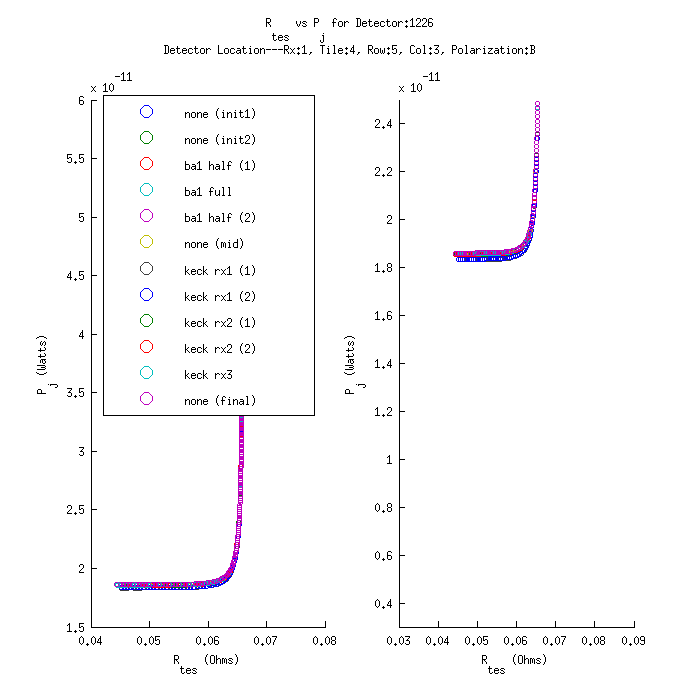 R    vs P  for Detector:1226
tes     j
Detector Location---Rx:1, Tile:4, Row:5, Col:3, Polarization:B
x 10-11
6
5.5
5
4.5
4
3.5
3
2.5
2
1.5
P j (Watts)
0.04 0.05 0.06 0.07 0.08
R tes (Ohms)
none (init1)
none (init2)
ba1 half (1)
ba1 full
ba1 half (2)
none (mid)
keck rx1 (1)
keck rx1 (2)
keck rx2 (1)
keck rx2 (2)
keck rx3
none (final)
x 10-11
2.4
2.2
2
1.8
1.6
1.4
1.2
1
0.8
0.6
0.4
P j (Watts)
0.03 0.04 0.05 0.06 0.07 0.08 0.09
R tes (Ohms)